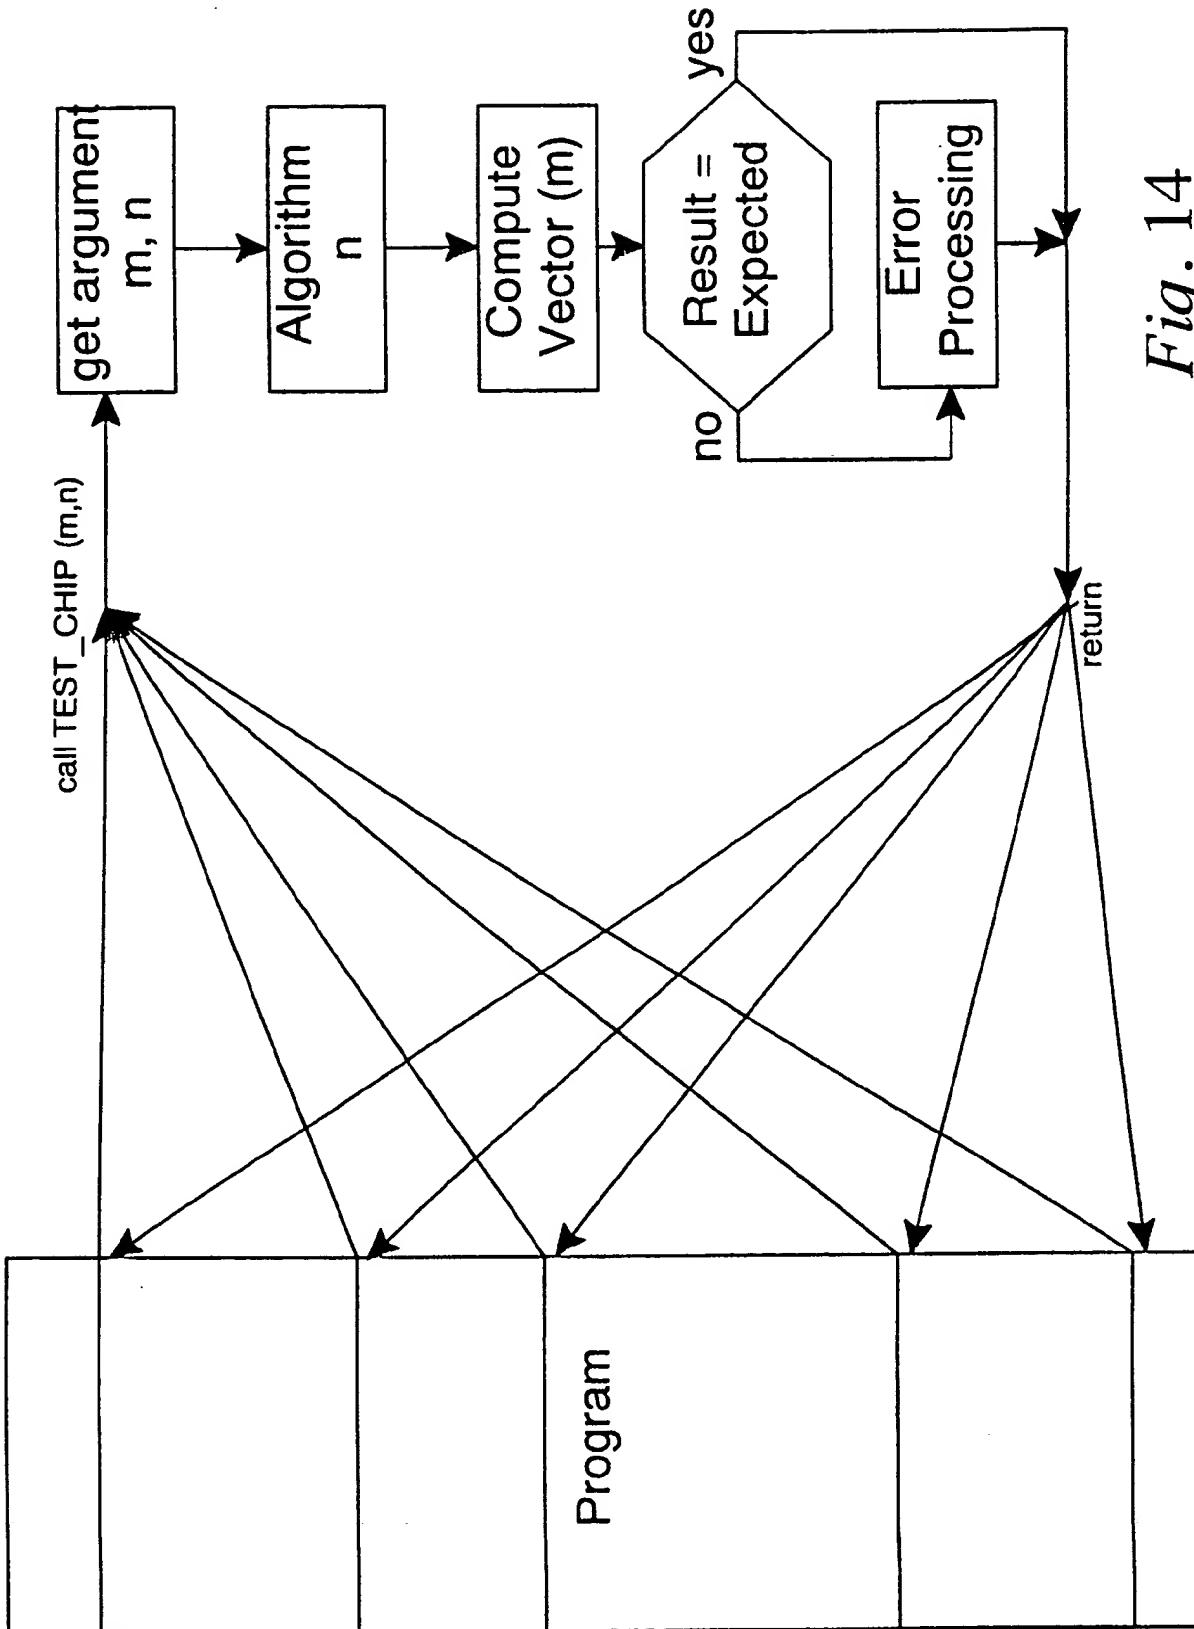 call TEST_CHIP (m,n)
get argument
m, n
Algorithm
n
Compute
Vector (m)
Result =
Expected
yes
no
Error
Processing
return
Program
Fig. 14